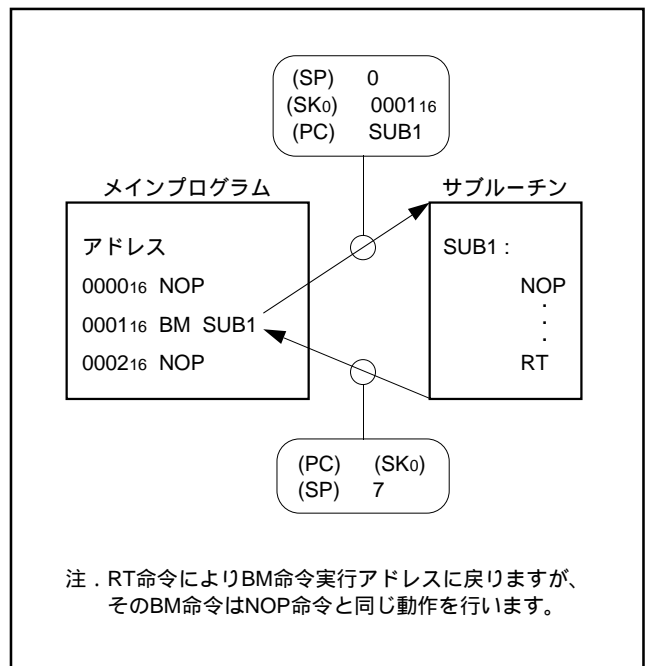 (SP) 0
(SK0) 000116
(PC) SUB1
メインプログラム
アドレス
000016 NOP
000116 BM SUB1
000216 NOP
サブルーチン
SUB1 :
NOP
·
·
·
RT
(PC) (SK0)
(SP) 7
注．RT命令によりBM命令実行アドレスに戻りますが、
そのBM命令はNOP命令と同じ動作を行います。